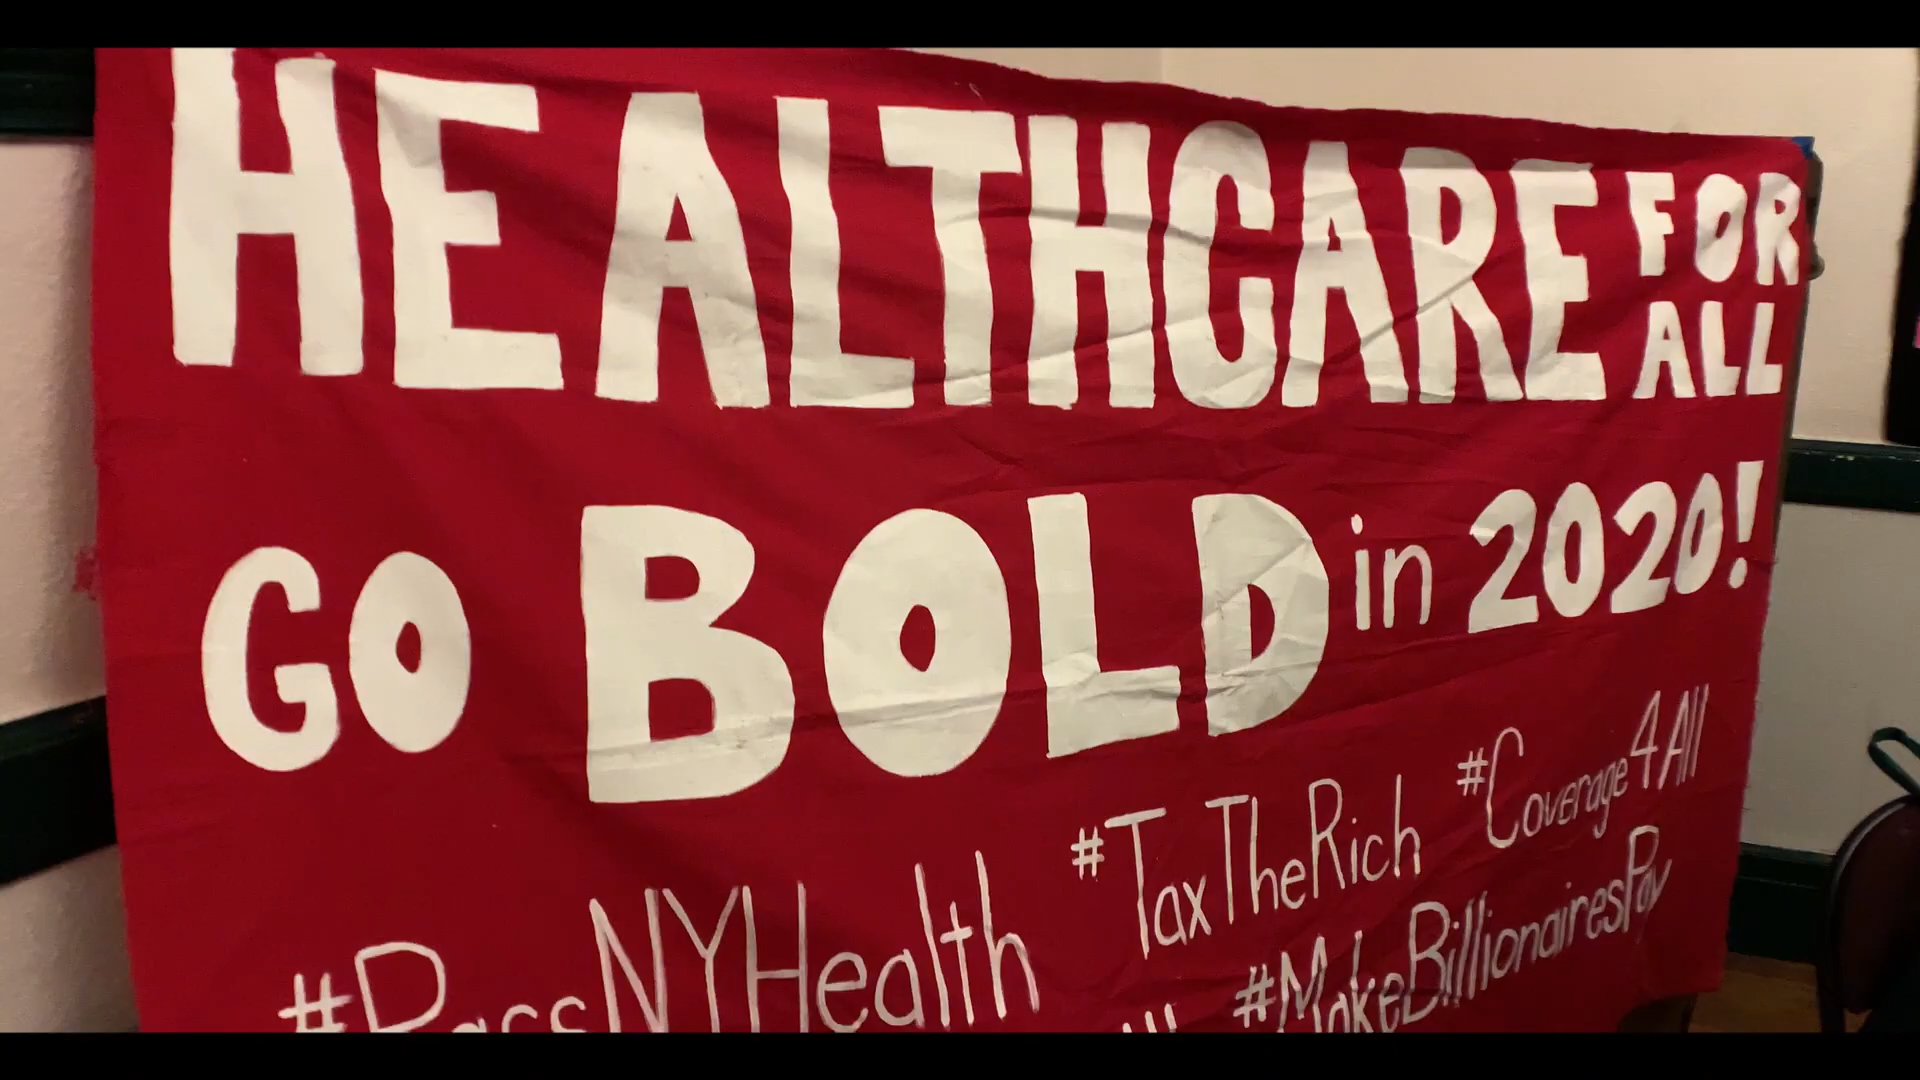 HEALTHCARE FOR ALL
GO BOLD in 2020!
#TaxTheRich #Coverage4All
#PassNYHealth #MakeBillionairesPay